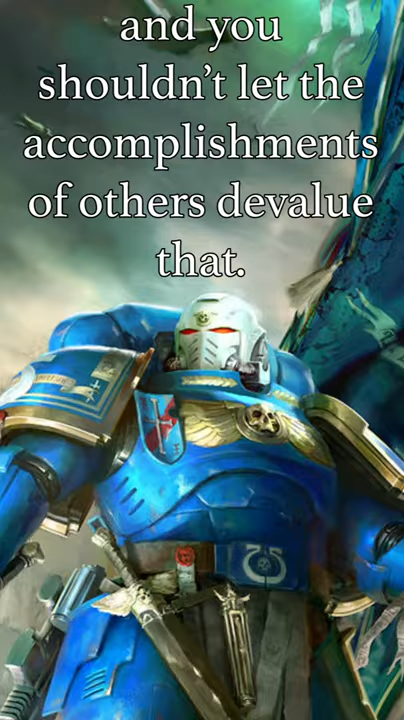 and you
shouldn’t let the
accomplishments
of others devalue
that.